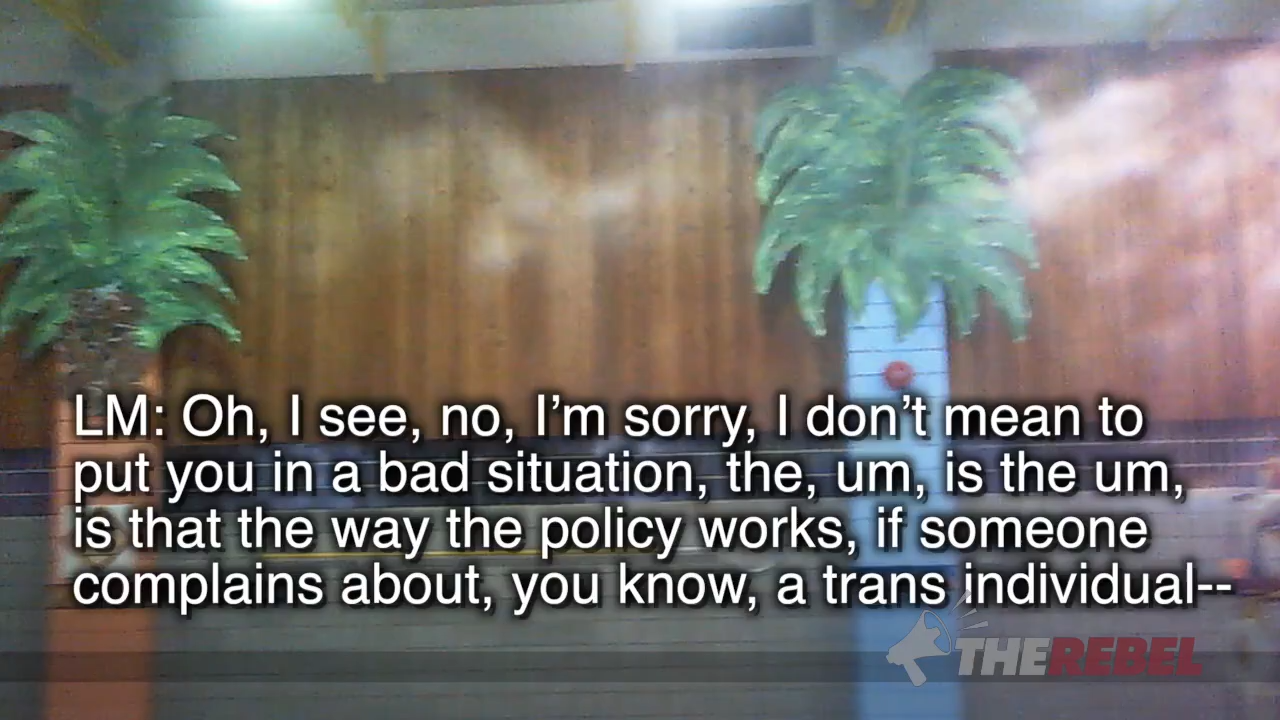 LM: Oh, I see, no, I’m sorry, I don’t mean to
put you in a bad situation, the, um, is the um,
is that the way the policy works, if someone
complains about, you know, a trans individual--
THEREBEL